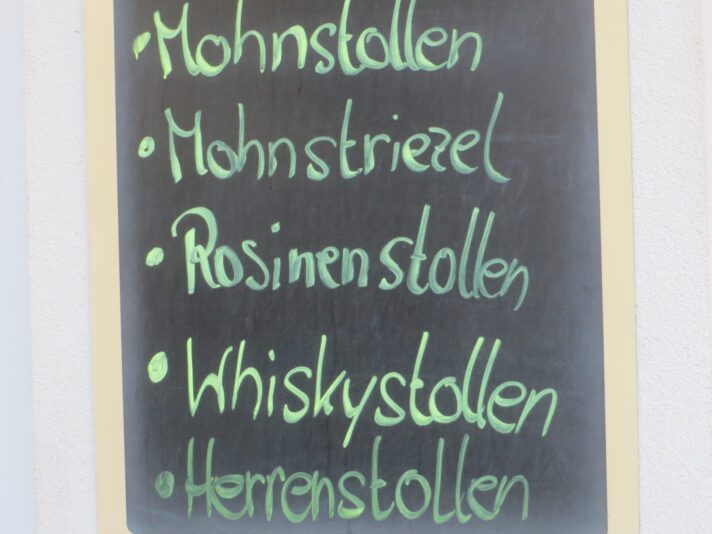 • Mohnstollen
• Mohnstriezel
• Rosinenstollen
• Whiskystollen
• Herrenstollen